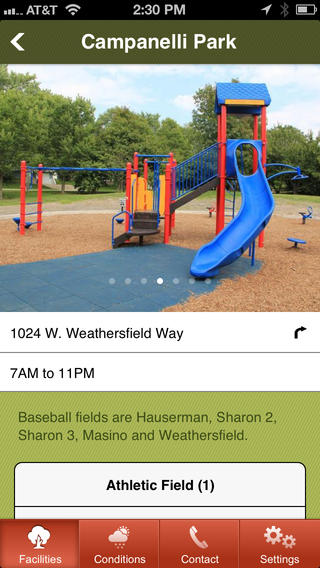 AT&T 2:30 PM
Campanelli Park
1024 W. Weathersfield Way
7AM to 11PM
Baseball fields are Hauserman, Sharon 2,
Sharon 3, Masino and Weathersfield.
Athletic Field (1)
Facilities Conditions Contact Settings